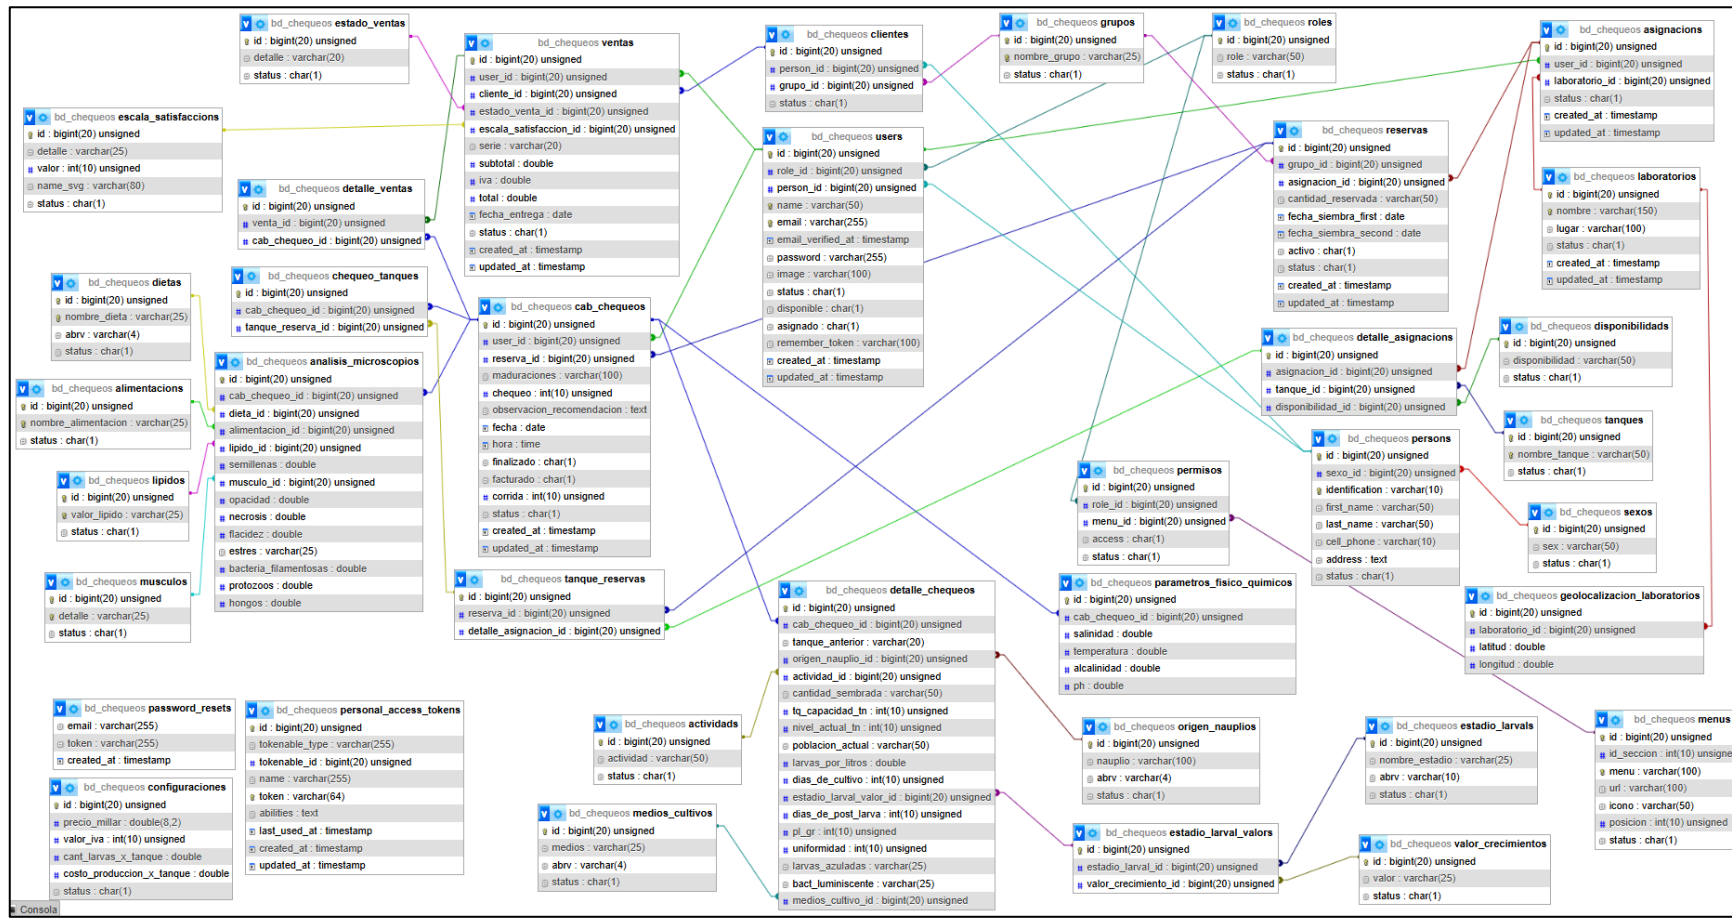 bd_chequeos estado_ventas
id : bigint(20) unsigned
detalle : varchar(20)
status : char(1)
bd_chequeos ventas
id : bigint(20) unsigned
user_id : bigint(20) unsigned
cliente_id : bigint(20) unsigned
estado_venta_id : bigint(20) unsigned
escala_satisfaccion_id : bigint(20) unsigned
serie : varchar(20)
subtotal : double
iva : double
total : double
fecha_entrega : date
status : char(1)
created_at : timestamp
updated_at : timestamp
bd_chequeos clientes
id : bigint(20) unsigned
person_id : bigint(20) unsigned
grupo_id : bigint(20) unsigned
status : char(1)
bd_chequeos grupos
id : bigint(20) unsigned
nombre_grupo : varchar(25)
status : char(1)
bd_chequeos roles
id : bigint(20) unsigned
role : varchar(50)
status : char(1)
bd_chequeos asignacions
id : bigint(20) unsigned
user_id : bigint(20) unsigned
laboratorio_id : bigint(20) unsigned
status : char(1)
created_at : timestamp
updated_at : timestamp
bd_chequeos escala_satisfaccions
id : bigint(20) unsigned
detalle : varchar(25)
valor : int(10) unsigned
name_svg : varchar(80)
status : char(1)
bd_chequeos detalle_ventas
id : bigint(20) unsigned
venta_id : bigint(20) unsigned
cab_chequeo_id : bigint(20) unsigned
bd_chequeos users
id : bigint(20) unsigned
role_id : bigint(20) unsigned
person_id : bigint(20) unsigned
name : varchar(50)
email : varchar(255)
email_verified_at : timestamp
password : varchar(255)
image : varchar(100)
status : char(1)
disponible : char(1)
asignado : char(1)
remember_token : varchar(100)
created_at : timestamp
updated_at : timestamp
bd_chequeos reservas
id : bigint(20) unsigned
grupo_id : bigint(20) unsigned
asignacion_id : bigint(20) unsigned
cantidad_reservada : varchar(50)
fecha_siembra_first : date
fecha_siembra_second : date
activo : char(1)
status : char(1)
created_at : timestamp
updated_at : timestamp
bd_chequeos laboratorios
id : bigint(20) unsigned
nombre : varchar(150)
lugar : varchar(100)
status : char(1)
created_at : timestamp
updated_at : timestamp
bd_chequeos dietas
id : bigint(20) unsigned
nombre_dieta : varchar(25)
abrv : varchar(4)
status : char(1)
bd_chequeos chequeo_tanques
id : bigint(20) unsigned
cab_chequeo_id : bigint(20) unsigned
tanque_reserva_id : bigint(20) unsigned
bd_chequeos cab_chequeos
id : bigint(20) unsigned
user_id : bigint(20) unsigned
reserva_id : bigint(20) unsigned
maduraciones : varchar(100)
chequeo : int(10) unsigned
observacion_recomendacion : text
fecha : date
hora : time
finalizado : char(1)
facturado : char(1)
corrida : int(10) unsigned
status : char(1)
created_at : timestamp
updated_at : timestamp
bd_chequeos detalle_asignacions
id : bigint(20) unsigned
asignacion_id : bigint(20) unsigned
tanque_id : bigint(20) unsigned
disponibilidad_id : bigint(20) unsigned
bd_chequeos disponibilidads
id : bigint(20) unsigned
disponibilidad : varchar(50)
status : char(1)
bd_chequeos alimentacions
id : bigint(20) unsigned
nombre_alimentacion : varchar(25)
status : char(1)
bd_chequeos analisis_microscopios
id : bigint(20) unsigned
cab_chequeo_id : bigint(20) unsigned
dieta_id : bigint(20) unsigned
alimentacion_id : bigint(20) unsigned
lipido_id : bigint(20) unsigned
semillenas : double
musculo_id : bigint(20) unsigned
opacidad : double
necrosis : double
flacidez : double
estres : varchar(25)
bacteria_filamentosas : double
protozoos : double
hongos : double
bd_chequeos tanques
id : bigint(20) unsigned
nombre_tanque : varchar(50)
status : char(1)
bd_chequeos persons
id : bigint(20) unsigned
sexo_id : bigint(20) unsigned
identification : varchar(10)
first_name : varchar(50)
last_name : varchar(50)
cell_phone : varchar(10)
address : text
status : char(1)
bd_chequeos lipidos
id : bigint(20) unsigned
valor_lipido : varchar(25)
status : char(1)
bd_chequeos permisos
id : bigint(20) unsigned
role_id : bigint(20) unsigned
menu_id : bigint(20) unsigned
access : char(1)
status : char(1)
bd_chequeos sexos
id : bigint(20) unsigned
sex : varchar(50)
status : char(1)
bd_chequeos musculos
id : bigint(20) unsigned
detalle : varchar(25)
status : char(1)
bd_chequeos tanque_reservas
id : bigint(20) unsigned
reserva_id : bigint(20) unsigned
detalle_asignacion_id : bigint(20) unsigned
bd_chequeos detalle_chequeos
id : bigint(20) unsigned
cab_chequeo_id : bigint(20) unsigned
tanque_anterior : varchar(20)
origen_nauplio_id : bigint(20) unsigned
actividad_id : bigint(20) unsigned
cantidad_sembrada : varchar(50)
tq_capacidad_tn : int(10) unsigned
nivel_actual_tn : int(10) unsigned
poblacion_actual : varchar(50)
larvas_por_litros : double
dias_de_cultivo : int(10) unsigned
estadio_larval_valor_id : bigint(20) unsigned
dias_de_post_larva : int(10) unsigned
pl_gr : int(10) unsigned
uniformidad : int(10) unsigned
larvas_azuladas : varchar(25)
bact_luminiscente : varchar(25)
medios_cultivo_id : bigint(20) unsigned
bd_chequeos parametros_fisico_quimicos
id : bigint(20) unsigned
cab_chequeo_id : bigint(20) unsigned
salinidad : double
temperatura : double
alcalinidad : double
ph : double
bd_chequeos geolocalizacion_laboratorios
id : bigint(20) unsigned
laboratorio_id : bigint(20) unsigned
latitud : double
longitud : double
bd_chequeos password_resets
email : varchar(255)
token : varchar(255)
created_at : timestamp
bd_chequeos personal_access_tokens
id : bigint(20) unsigned
tokenable_type : varchar(255)
tokenable_id : bigint(20) unsigned
name : varchar(255)
token : varchar(64)
abilities : text
last_used_at : timestamp
created_at : timestamp
updated_at : timestamp
bd_chequeos actividads
id : bigint(20) unsigned
actividad : varchar(50)
status : char(1)
bd_chequeos origen_nauplios
id : bigint(20) unsigned
nauplio : varchar(100)
abrv : varchar(4)
status : char(1)
bd_chequeos estadio_larvals
id : bigint(20) unsigned
nombre_estadio : varchar(25)
abrv : varchar(10)
status : char(1)
bd_chequeos menus
id : bigint(20) unsigned
id_seccion : int(10) unsigne
menu : varchar(100)
url : varchar(100)
icono : varchar(50)
posicion : int(10) unsigned
status : char(1)
bd_chequeos configuraciones
id : bigint(20) unsigned
precio_millar : double(8,2)
valor_iva : int(10) unsigned
cant_larvas_x_tanque : double
costo_produccion_x_tanque : double
status : char(1)
bd_chequeos medios_cultivos
id : bigint(20) unsigned
medios : varchar(25)
abrv : varchar(4)
status : char(1)
bd_chequeos estadio_larval_valors
id : bigint(20) unsigned
estadio_larval_id : bigint(20) unsigned
valor_crecimiento_id : bigint(20) unsigned
bd_chequeos valor_crecimientos
id : bigint(20) unsigned
valor : varchar(25)
status : char(1)
Consola